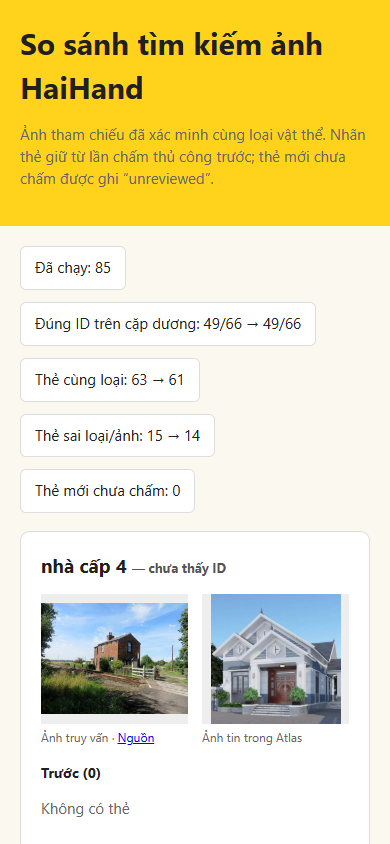 So sánh tìm kiếm ảnh
HaiHand
Ảnh tham chiếu đã xác minh cùng loại vật thể. Nhãn
thẻ giữ từ lần chấm thủ công trước; thẻ mới chưa
chấm được ghi “unreviewed”.
Đã chạy: 85
Đúng ID trên cặp dương: 49/66 → 49/66
Thẻ cùng loại: 63 → 61
Thẻ sai loại/ảnh: 15 → 14
Thẻ mới chưa chấm: 0
nhà cấp 4 — chưa thấy ID
Ảnh truy vấn · Nguồn
Ảnh tin trong Atlas
Trước (0)
Không có thẻ